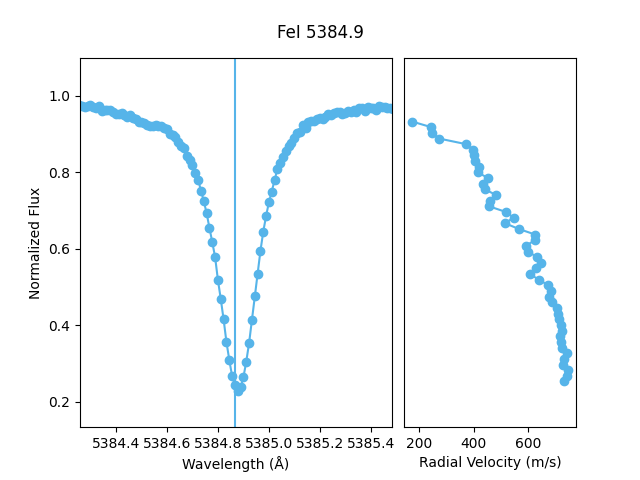 FeI 5384.9
Normalized Flux
1.0
0.8
0.6
0.4
0.2
5384.4 5384.6 5384.8 5385.0 5385.2 5385.4
Wavelength (Å)
200 400 600
Radial Velocity (m/s)